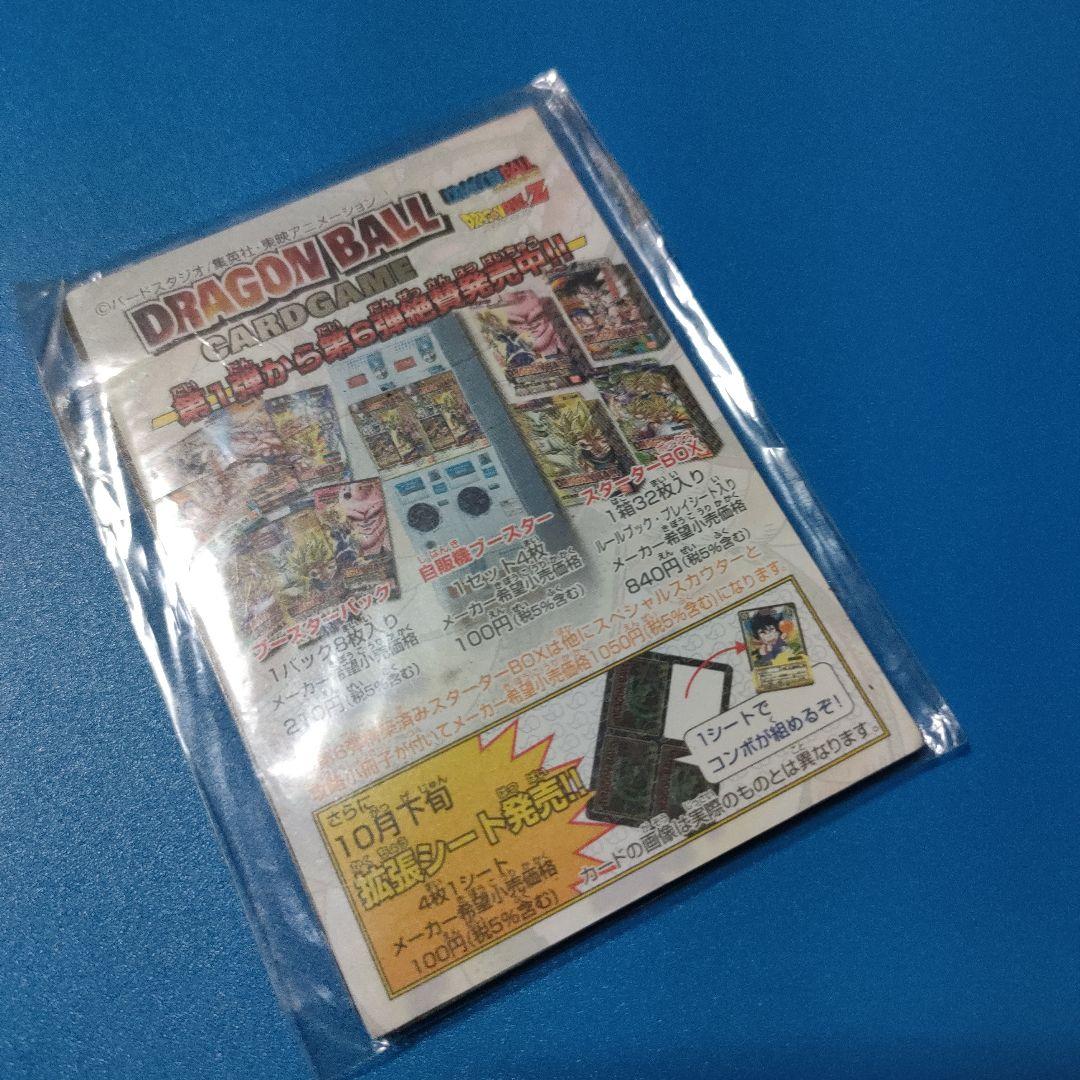 ©バードスタジオ/集英社・東映アニメーション
DRAGON BALL
CARDGAME
DRAGON BALL
DRAGON BALL Z
第1弾から第6弾絶賛発売中!!
ブースターパック
1パック8枚入り
メーカー希望小売価格
210円(税5%含む)
自販機ブースター
1セット4枚
メーカー希望小売価格
100円(税5%含む)
スターターBOX
1箱32枚入り
ルールブック・プレイシート入り
メーカー希望小売価格
840円(税5%含む)
済みスターターBOXは他にスペシャルスカウターと
小冊子が付いてメーカー希望小売価格1050円(税5%含む)になります。
さらに
10月下旬
拡張シート発売!!
4枚1シート
メーカー希望小売価格
100円(税5%含む)
1シートで
コンボが組めるぞ!
カードの画像は実際のものとは異なります。